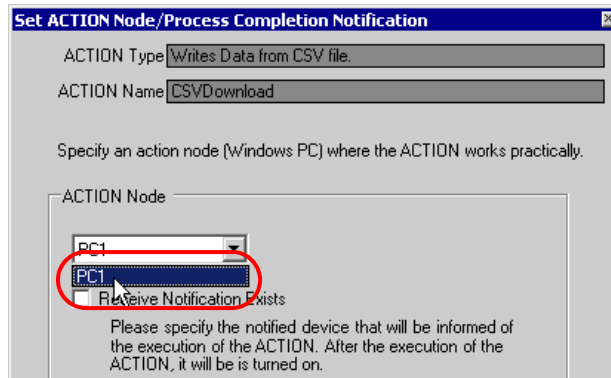 Set ACTION Node/Process Completion Notification
ACTION Type Writes Data from CSV file.
ACTION Name CSVDownload
Specify an action node (Windows PC) where the ACTION works practically.
ACTION Node
PC1
PC1
Receive Notification Exists
Please specify the notified device that will be informed of
the execution of the ACTION. After the execution of the
ACTION, it will be is turned on.